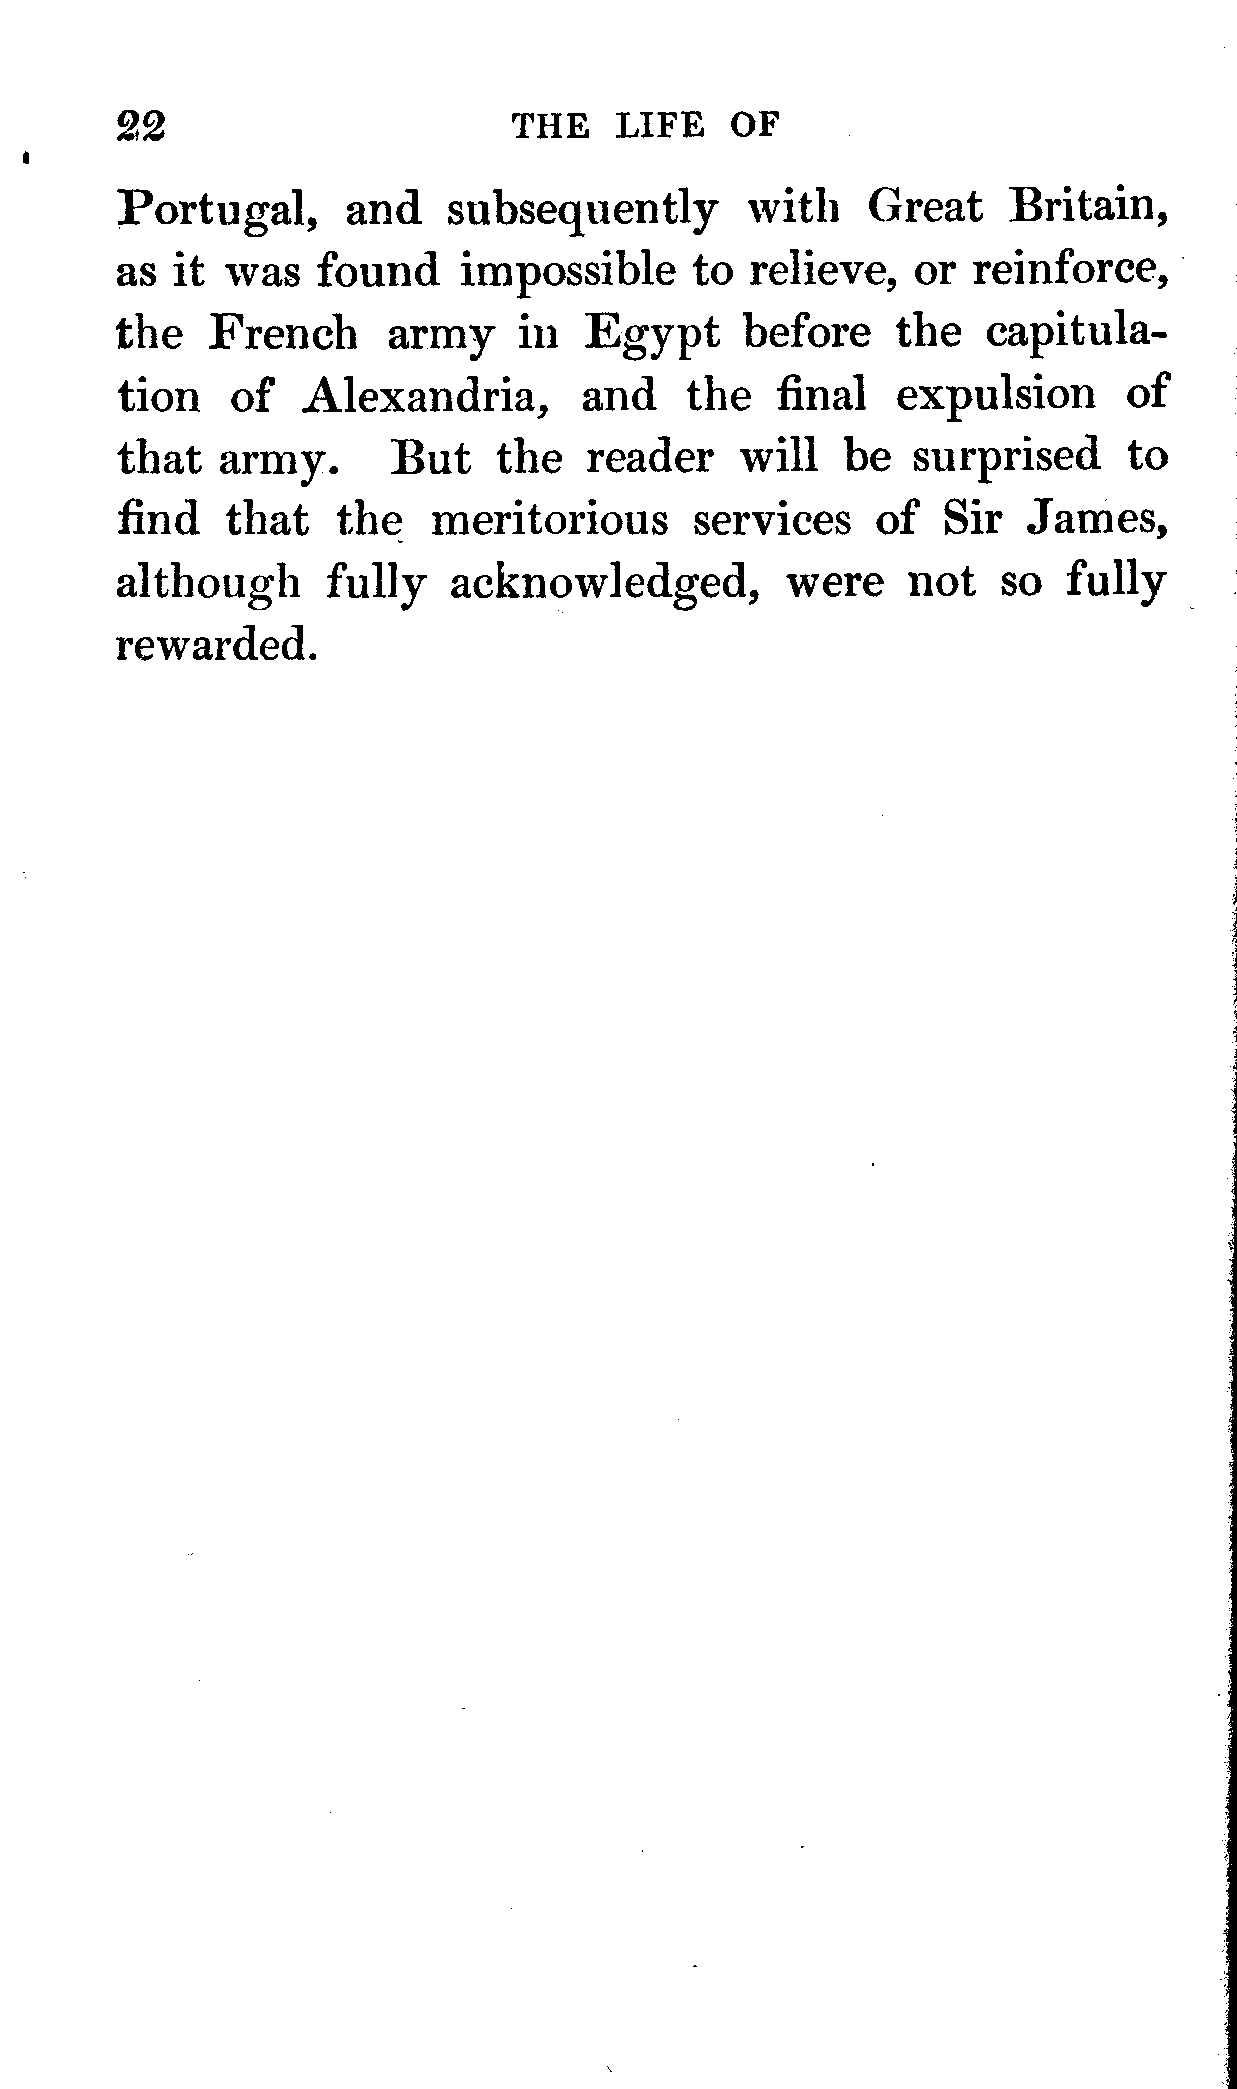 22 THE LIFE OF
Portugal, and subsequently with Great Britain,
as it was found impossible to relieve, or reinforce,
the French army in Egypt before the capitula-
tion of Alexandria, and the final expulsion of
that army. But the reader will be surprised to
find that the meritorious services of Sir James,
although fully acknowledged, were not so fully
rewarded.